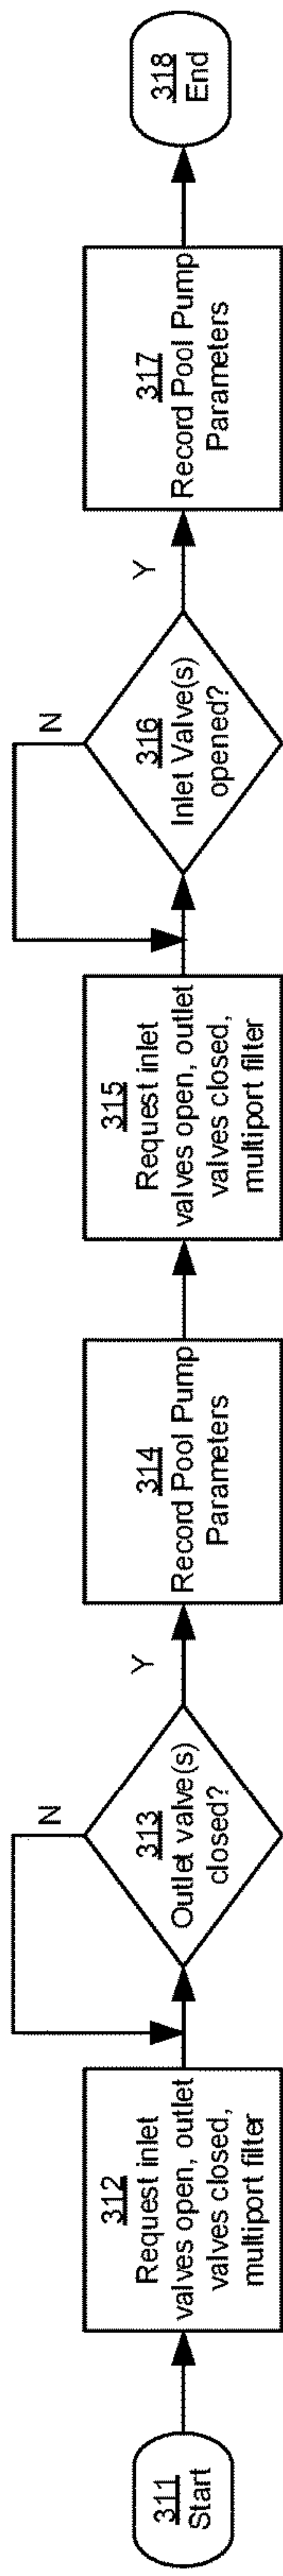 311
Start
312
Request inlet
valves open, outlet
valves closed,
multiport filter
N
313
Outlet valve(s)
closed?
Y
314
Record Pool Pump
Parameters
315
Request inlet
valves open, outlet
valves closed,
multiport filter
N
316
Inlet Valve(s)
opened?
Y
317
Record Pool Pump
Parameters
318
End